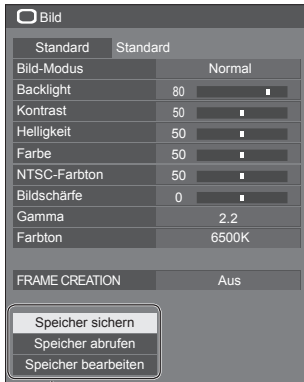 Bild
Standard Standard
Bild-Modus Normal
Backlight 80
Kontrast 50
Helligkeit 50
Farbe 50
NTSC-Farbton 50
Bildschärfe 0
Gamma 2.2
Farbton 6500K
FRAME CREATION Aus
Speicher sichern
Speicher abrufen
Speicher bearbeiten